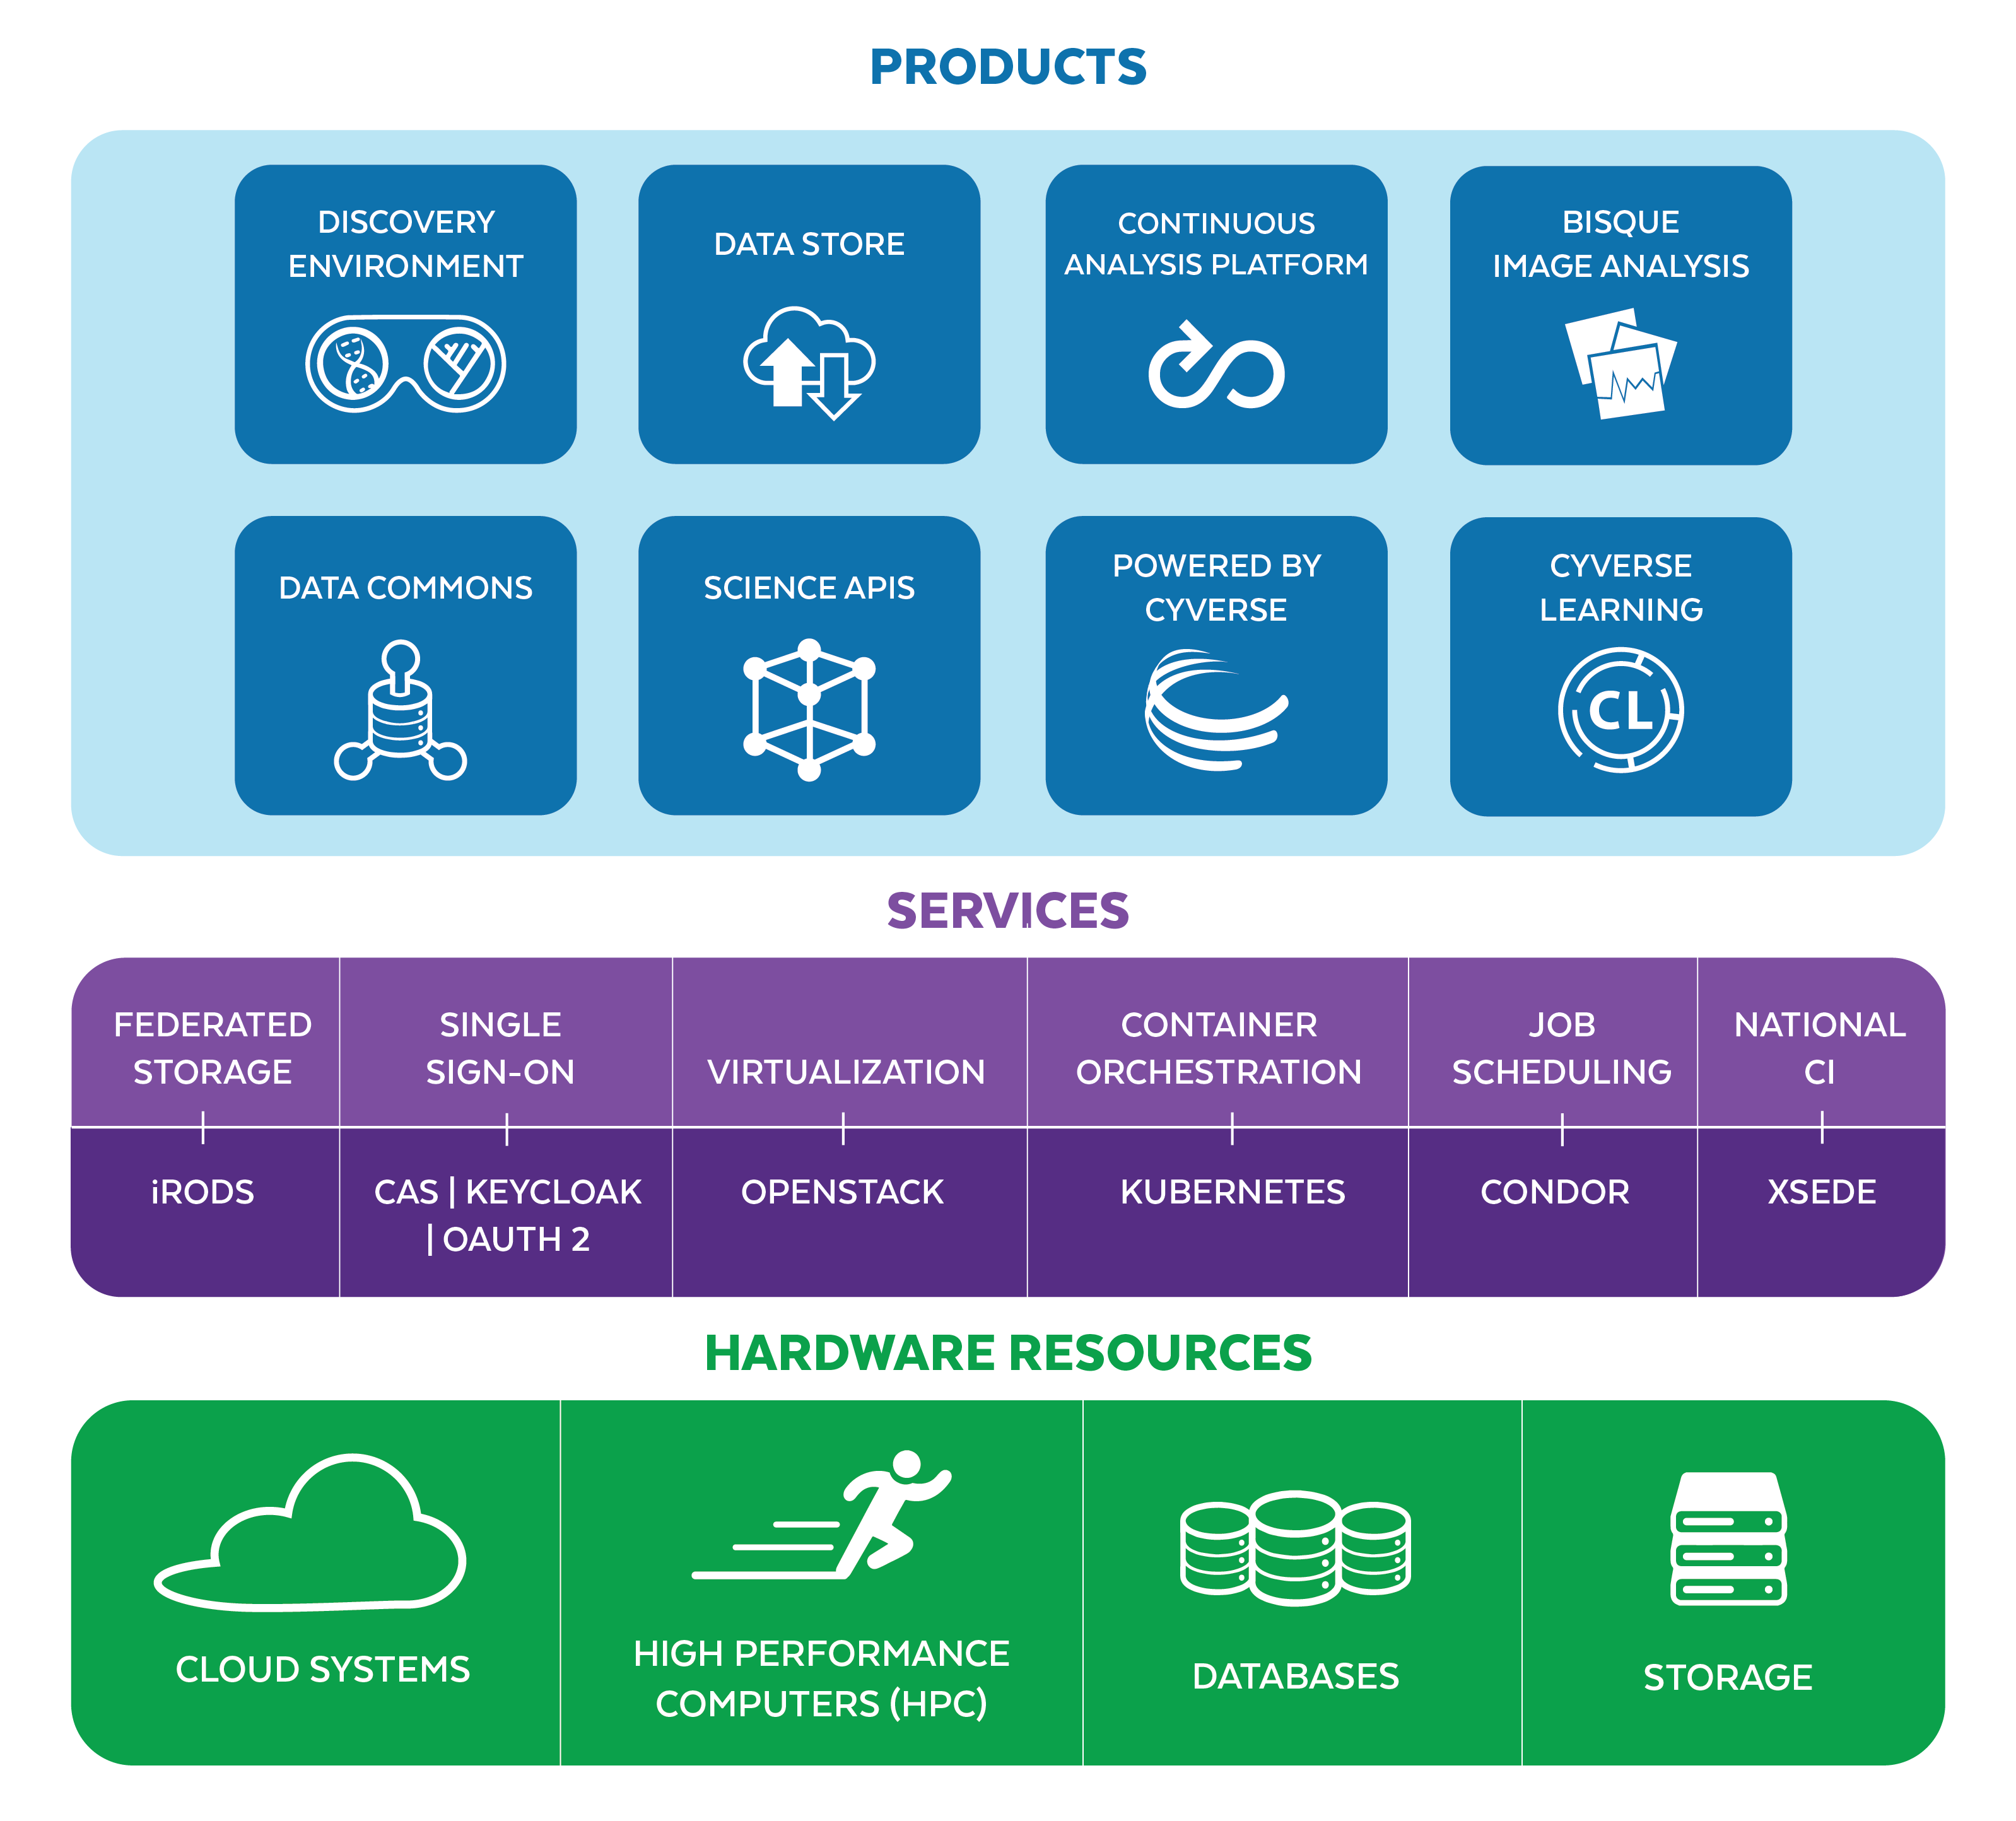 PRODUCTS
DISCOVERY
ENVIRONMENT
DATA STORE
CONTINUOUS
ANALYSIS PLATFORM
BISQUE
IMAGE ANALYSIS
DATA COMMONS
SCIENCE APIS
POWERED BY
CYVERSE
CYVERSE
LEARNING
CL
SERVICES
FEDERATED
STORAGE
SINGLE
SIGN-ON
VIRTUALIZATION
CONTAINER
ORCHESTRATION
JOB
SCHEDULING
NATIONAL
CI
iRODS
CAS | KEYCLOAK
| OAUTH 2
OPENSTACK
KUBERNETES
CONDOR
XSEDE
HARDWARE RESOURCES
CLOUD SYSTEMS
HIGH PERFORMANCE
COMPUTERS (HPC)
DATABASES
STORAGE